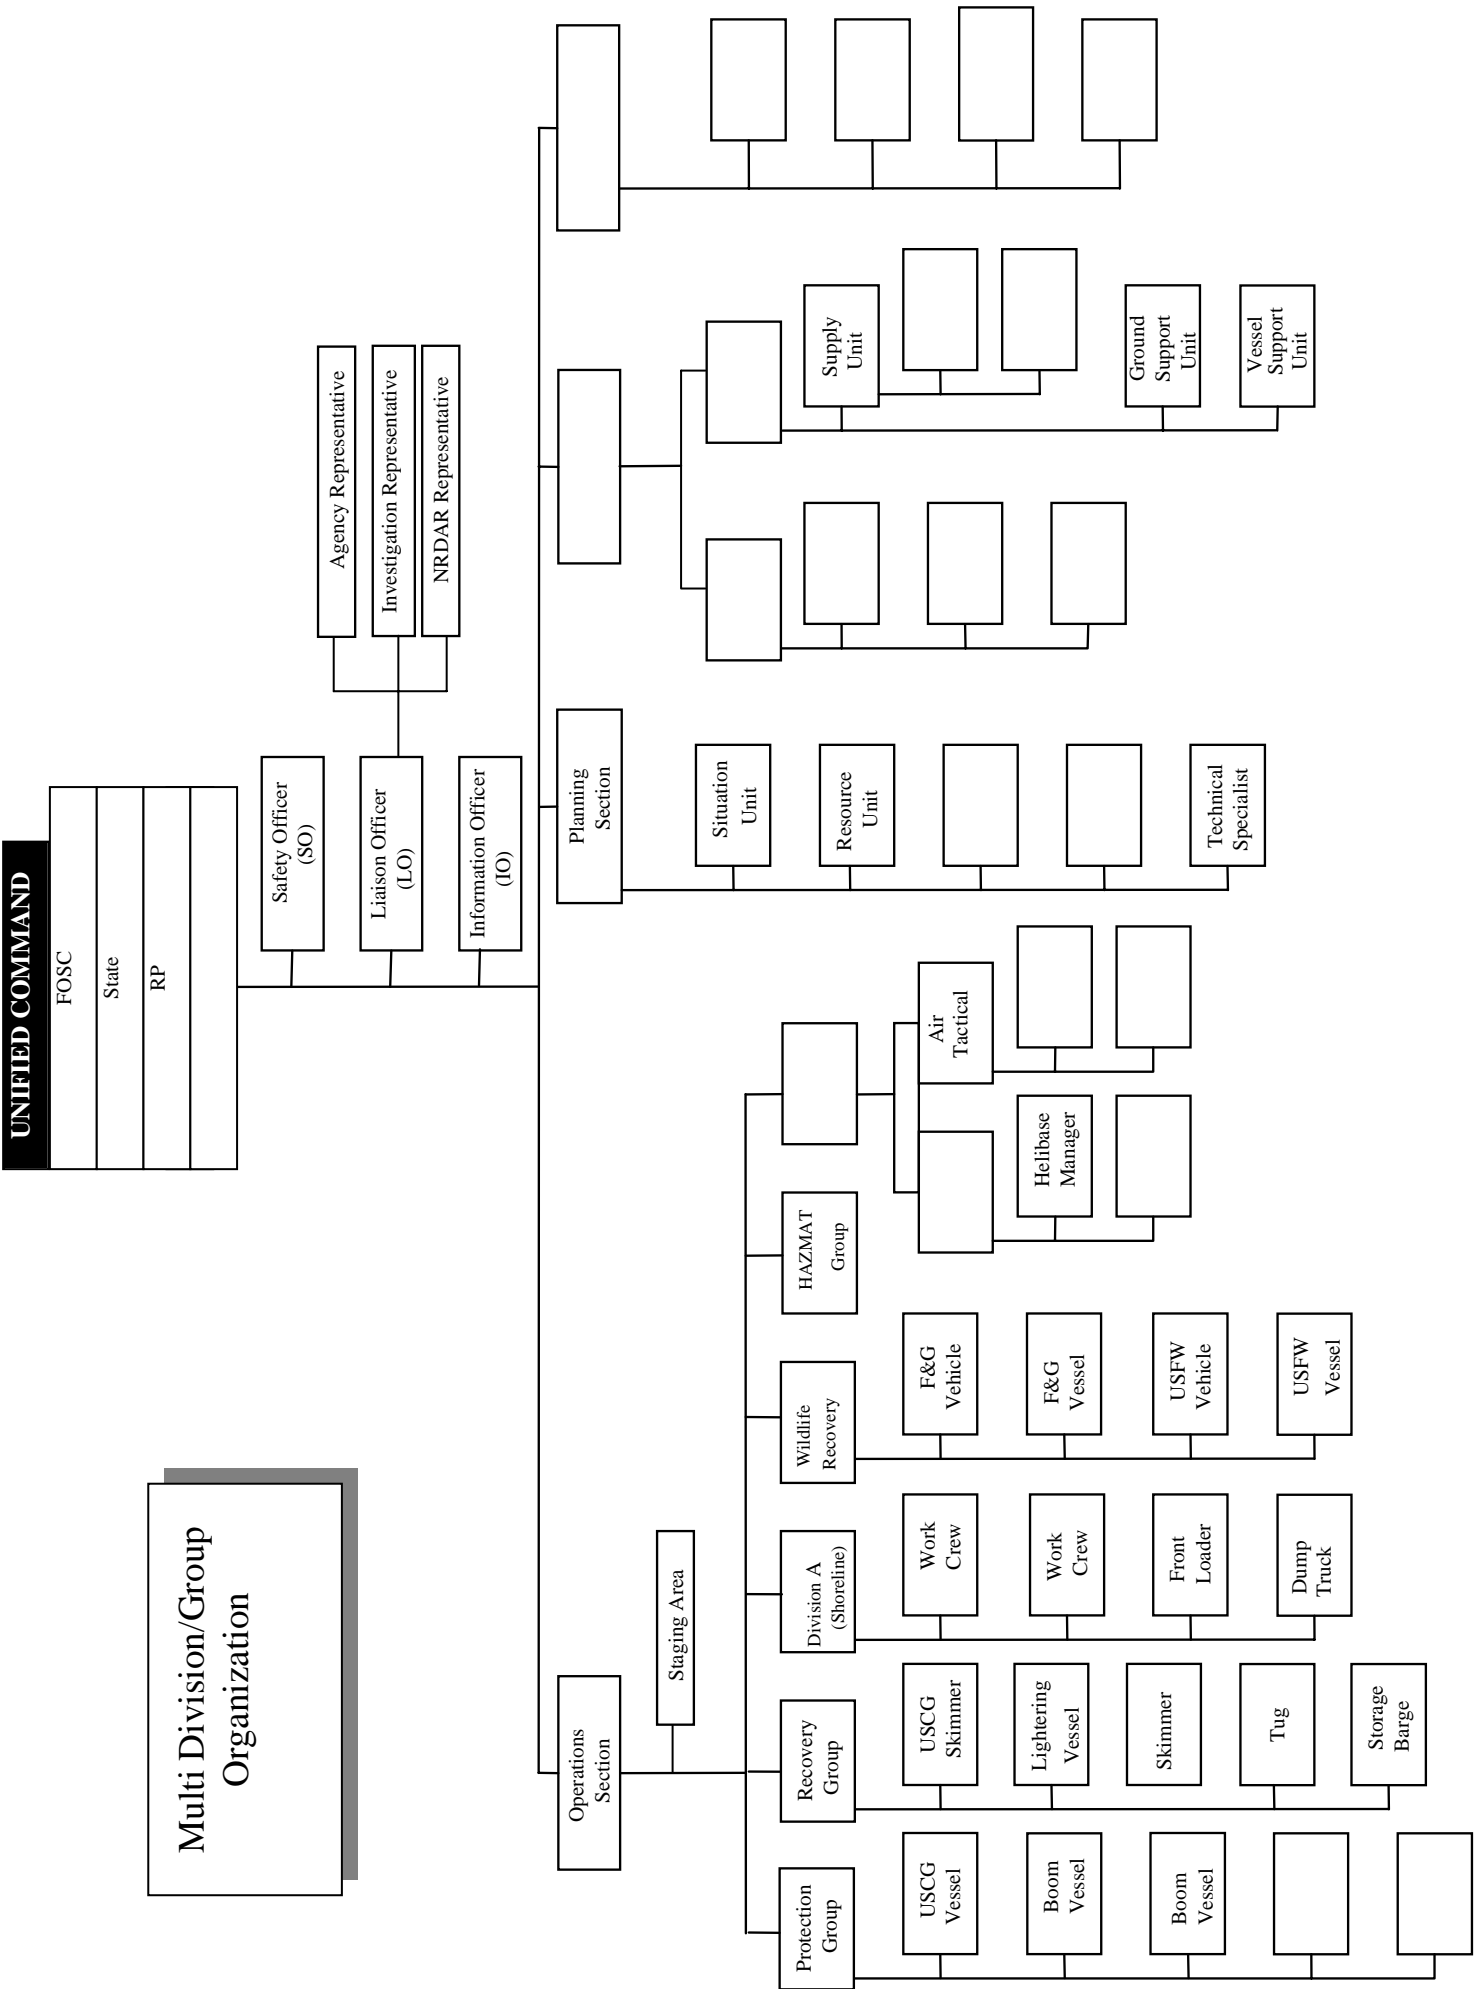 Multi Division/Group
Organization
UNIFIED COMMAND
FOSC
State
RP
Safety Officer
(SO)
Liaison Officer
(LO)
Information Officer
(IO)
Agency Representative
Investigation Representative
NRDAR Representative
Operations
Section
Planning
Section
Staging Area
Protection
Group
Recovery
Group
Division A
(Shoreline)
Wildlife
Recovery
HAZMAT
Group
USCG
Vessel
Boom
Vessel
Boom
Vessel
USCG
Skimmer
Lightering
Vessel
Skimmer
Tug
Storage
Barge
Work
Crew
Work
Crew
Front
Loader
Dump
Truck
F&G
Vehicle
F&G
Vessel
USFW
Vehicle
USFW
Vessel
Helibase
Manager
Air
Tactical
Situation
Unit
Resource
Unit
Technical
Specialist
Supply
Unit
Ground
Support
Unit
Vessel
Support
Unit